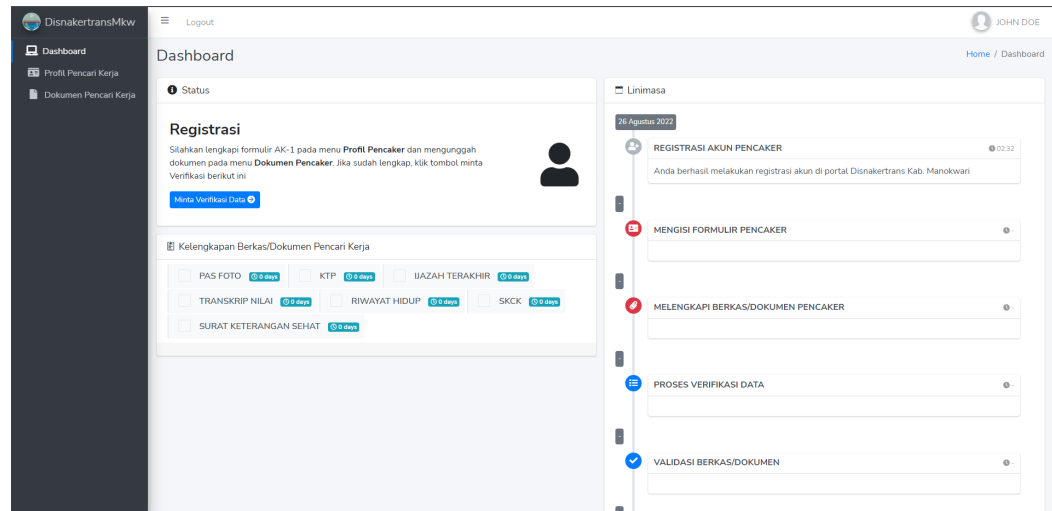 DisnakertransMkw
Logout
JOHN DOE
Dashboard
Profil Pencari Kerja
Dokumen Pencari Kerja
Dashboard
Home / Dashboard
Status
Registrasi
Silahkan lengkapi formulir AK-1 pada menu Profil Pencaker dan mengunggah
dokumen pada menu Dokumen Pencaker. Jika sudah lengkap, klik tombol minta
Verifikasi berikut ini
Minta Verifikasi Data
Kelengkapan Berkas/Dokumen Pencari Kerja
PAS FOTO 0 days KTP 0 days IJAZAH TERAKHIR 0 days
TRANSKRIP NILAI 0 days RIWAYAT HIDUP 0 days SKCK 0 days
SURAT KETERANGAN SEHAT 0 days
Linimasa
26 Agustus 2022
REGISTRASI AKUN PENCAKER 02:32
Anda berhasil melakukan registrasi akun di portal Disnakertrans Kab. Manokwari
-
MENGISI FORMULIR PENCAKER -
-
MELENGKAPI BERKAS/DOKUMEN PENCAKER -
-
PROSES VERIFIKASI DATA -
-
VALIDASI BERKAS/DOKUMEN -